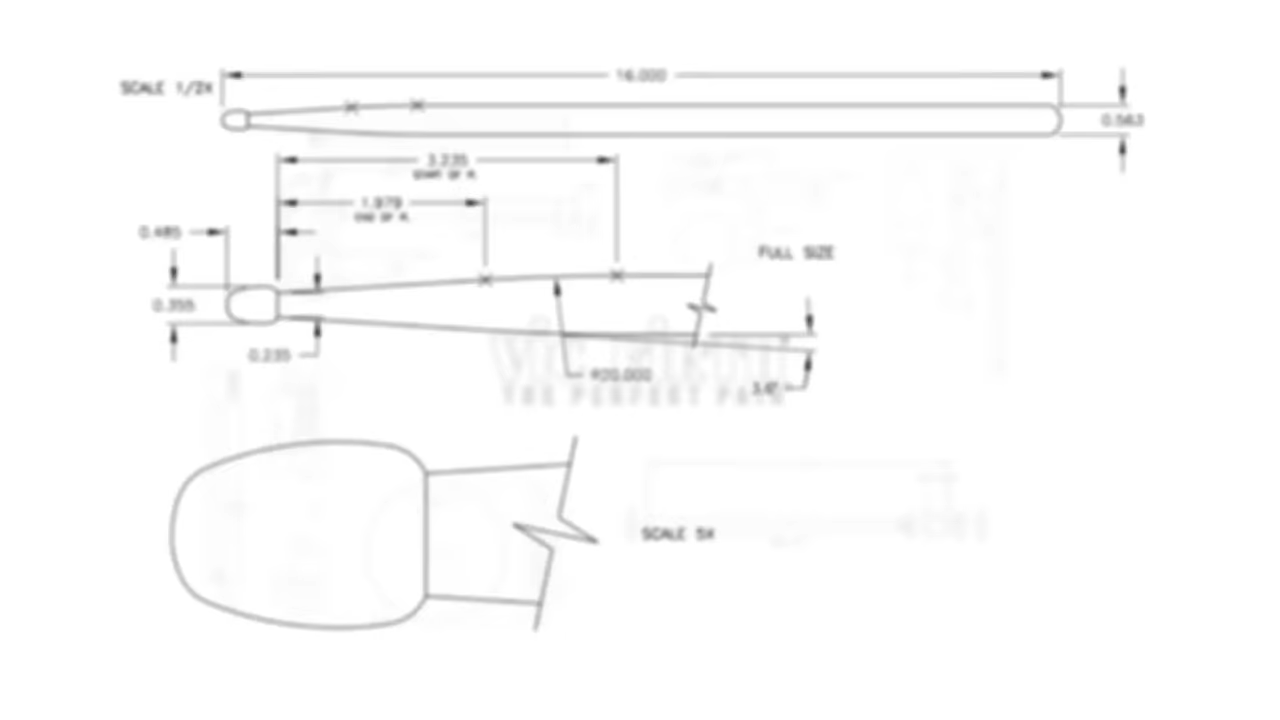 16.000
SCALE 1/2X
0.563
3.235
START OF R.
1.979
END OF R.
0.485
FULL SIZE
0.355
0.235
R20.000
THE PERFECT PAIR
SCALE 5X